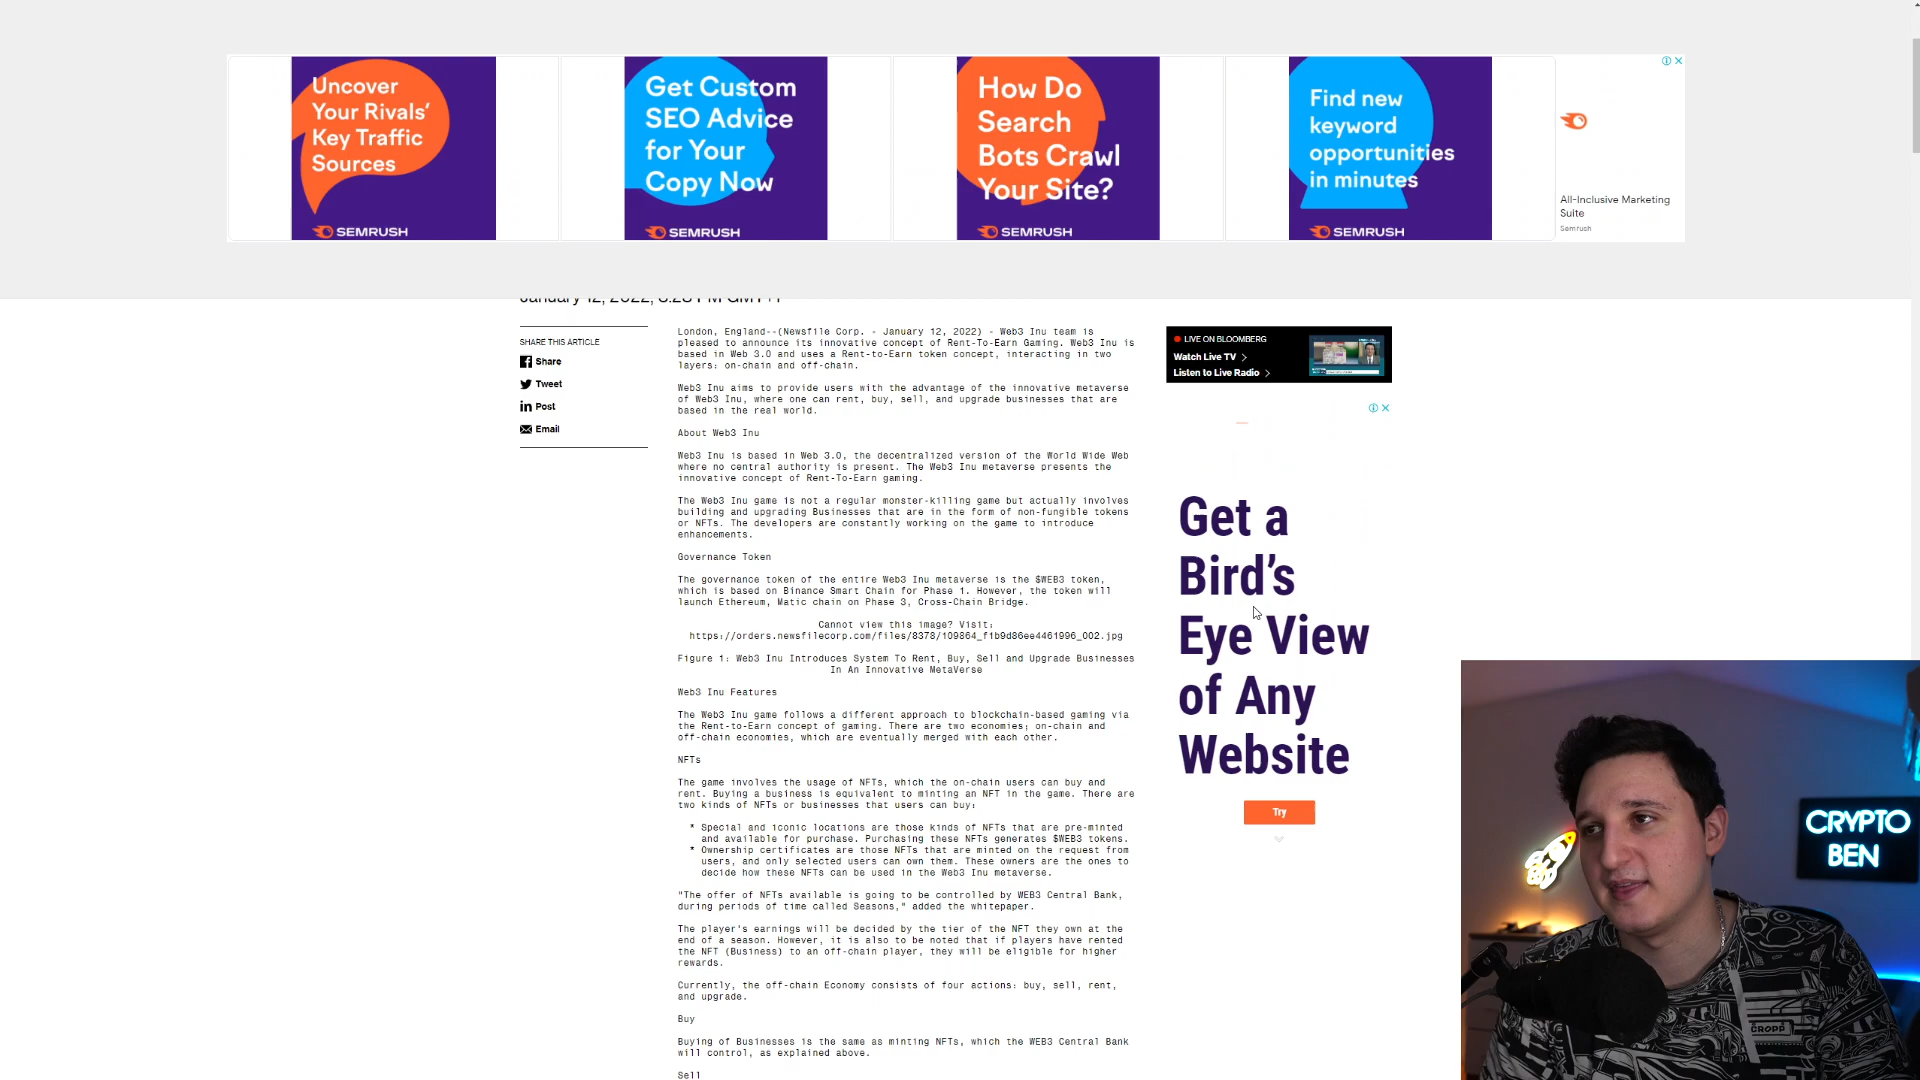 Uncover
Your Rivals'
Key Traffic
Sources
SEMRUSH
Get Custom
SEO Advice
for Your
Copy Now
SEMRUSH
How Do
Search
Bots Crawl
Your Site?
SEMRUSH
Find new
keyword
opportunities
in minutes
SEMRUSH
All-Inclusive Marketing
Suite
Semrush
January 12, 2022, 3:23 PM GMT+1
SHARE THIS ARTICLE
Share
Tweet
Post
Email
London, England--(Newsfile Corp. - January 12, 2022) - Web3 Inu team is
pleased to announce its innovative concept of Rent-To-Earn Gaming. Web3 Inu is
based in Web 3.0 and uses a Rent-to-Earn token concept, interacting in two
layers: on-chain and off-chain.
Web3 Inu aims to provide users with the advantage of the innovative metaverse
of Web3 Inu, where one can rent, buy, sell, and upgrade businesses that are
based in the real world.
About Web3 Inu
Web3 Inu is based in Web 3.0, the decentralized version of the World Wide Web
where no central authority is present. The Web3 Inu metaverse presents the
innovative concept of Rent-To-Earn gaming.
The Web3 Inu game is not a regular monster-killing game but actually involves
building and upgrading Businesses that are in the form of non-fungible tokens
or NFTs. The developers are constantly working on the game to introduce
enhancements.
Governance Token
The governance token of the entire Web3 Inu metaverse is the $WEB3 token,
which is based on Binance Smart Chain for Phase 1. However, the token will
launch Ethereum, Matic chain on Phase 3, Cross-Chain Bridge.
Cannot view this image? Visit:
https://orders.newsfilecorp.com/files/8378/109864_f1b9d86ee4461996_002.jpg
Figure 1: Web3 Inu Introduces System To Rent, Buy, Sell and Upgrade Businesses
In An Innovative MetaVerse
Web3 Inu Features
The Web3 Inu game follows a different approach to blockchain-based gaming via
the Rent-to-Earn concept of gaming. There are two economies; on-chain and
off-chain economies, which are eventually merged with each other.
NFTs
The game involves the usage of NFTs, which the on-chain users can buy and
rent. Buying a business is equivalent to minting an NFT in the game. There are
two kinds of NFTs or businesses that users can buy:
* Special and iconic locations are those kinds of NFTs that are pre-minted
and available for purchase. Purchasing these NFTs generates $WEB3 tokens.
* Ownership certificates are those NFTs that are minted on the request from
users, and only selected users can own them. These owners are the ones to
decide how these NFTs can be used in the Web3 Inu metaverse.
"The offer of NFTs available is going to be controlled by WEB3 Central Bank,
during periods of time called Seasons," added the whitepaper.
The player's earnings will be decided by the tier of the NFT they own at the
end of a season. However, it is also to be noted that if players have rented
the NFT (Business) to an off-chain player, they will be eligible for higher
rewards.
Currently, the off-chain Economy consists of four actions: buy, sell, rent,
and upgrade.
Buy
Buying of Businesses is the same as minting NFTs, which the WEB3 Central Bank
will control, as explained above.
Sell
LIVE ON BLOOMBERG
Watch Live TV
Listen to Live Radio
Get a
Bird's
Eye View
of Any
Website
Try
CRYPTO
BEN
CROPP